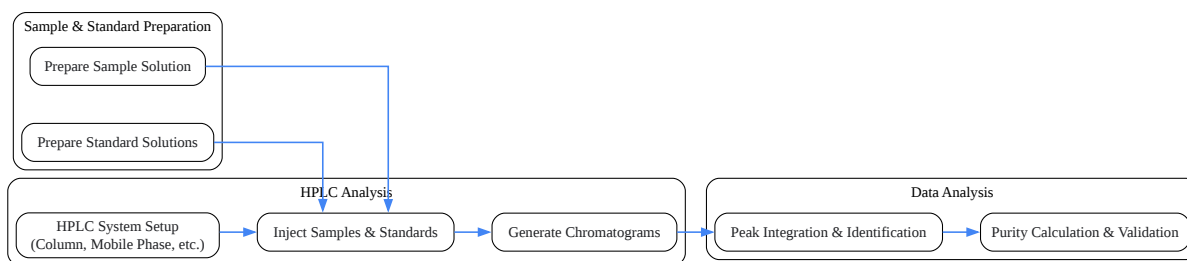 Sample & Standard Preparation
Prepare Sample Solution
Prepare Standard Solutions
HPLC Analysis
HPLC System Setup
(Column, Mobile Phase, etc.)
Inject Samples & Standards
Generate Chromatograms
Data Analysis
Peak Integration & Identification
Purity Calculation & Validation